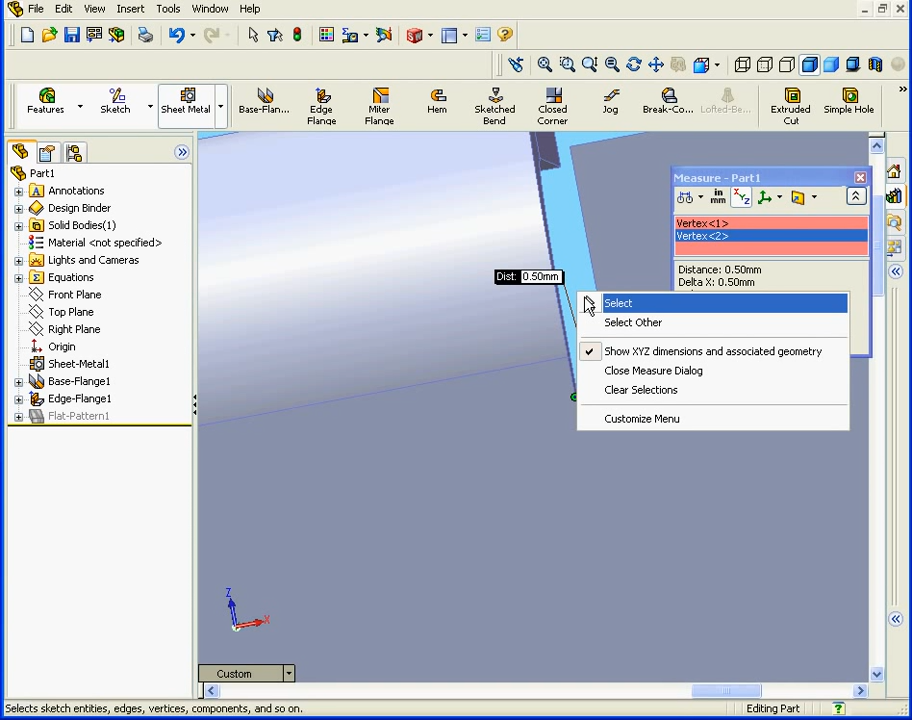 File Edit View Insert Tools Window Help
Features Sketch Sheet Metal Base-Flan... Edge Flange Miter Flange Hem Sketched Bend Closed Corner Jog Break-Co... Lofted-Be... Extruded Cut Simple Hole
Part1
Annotations
Design Binder
Solid Bodies(1)
Material <not specified>
Lights and Cameras
Equations
Front Plane
Top Plane
Right Plane
Origin
Sheet-Metal1
Base-Flange1
Edge-Flange1
Flat-Pattern1
Measure - Part1
in
mm
Vertex<1>
Vertex<2>
Distance: 0.50mm
Delta X: 0.50mm
Dist: 0.50mm
Select
Select Other
Show XYZ dimensions and associated geometry
Close Measure Dialog
Clear Selections
Customize Menu
Z
X
Custom
Selects sketch entities, edges, vertices, components, and so on.
Editing Part